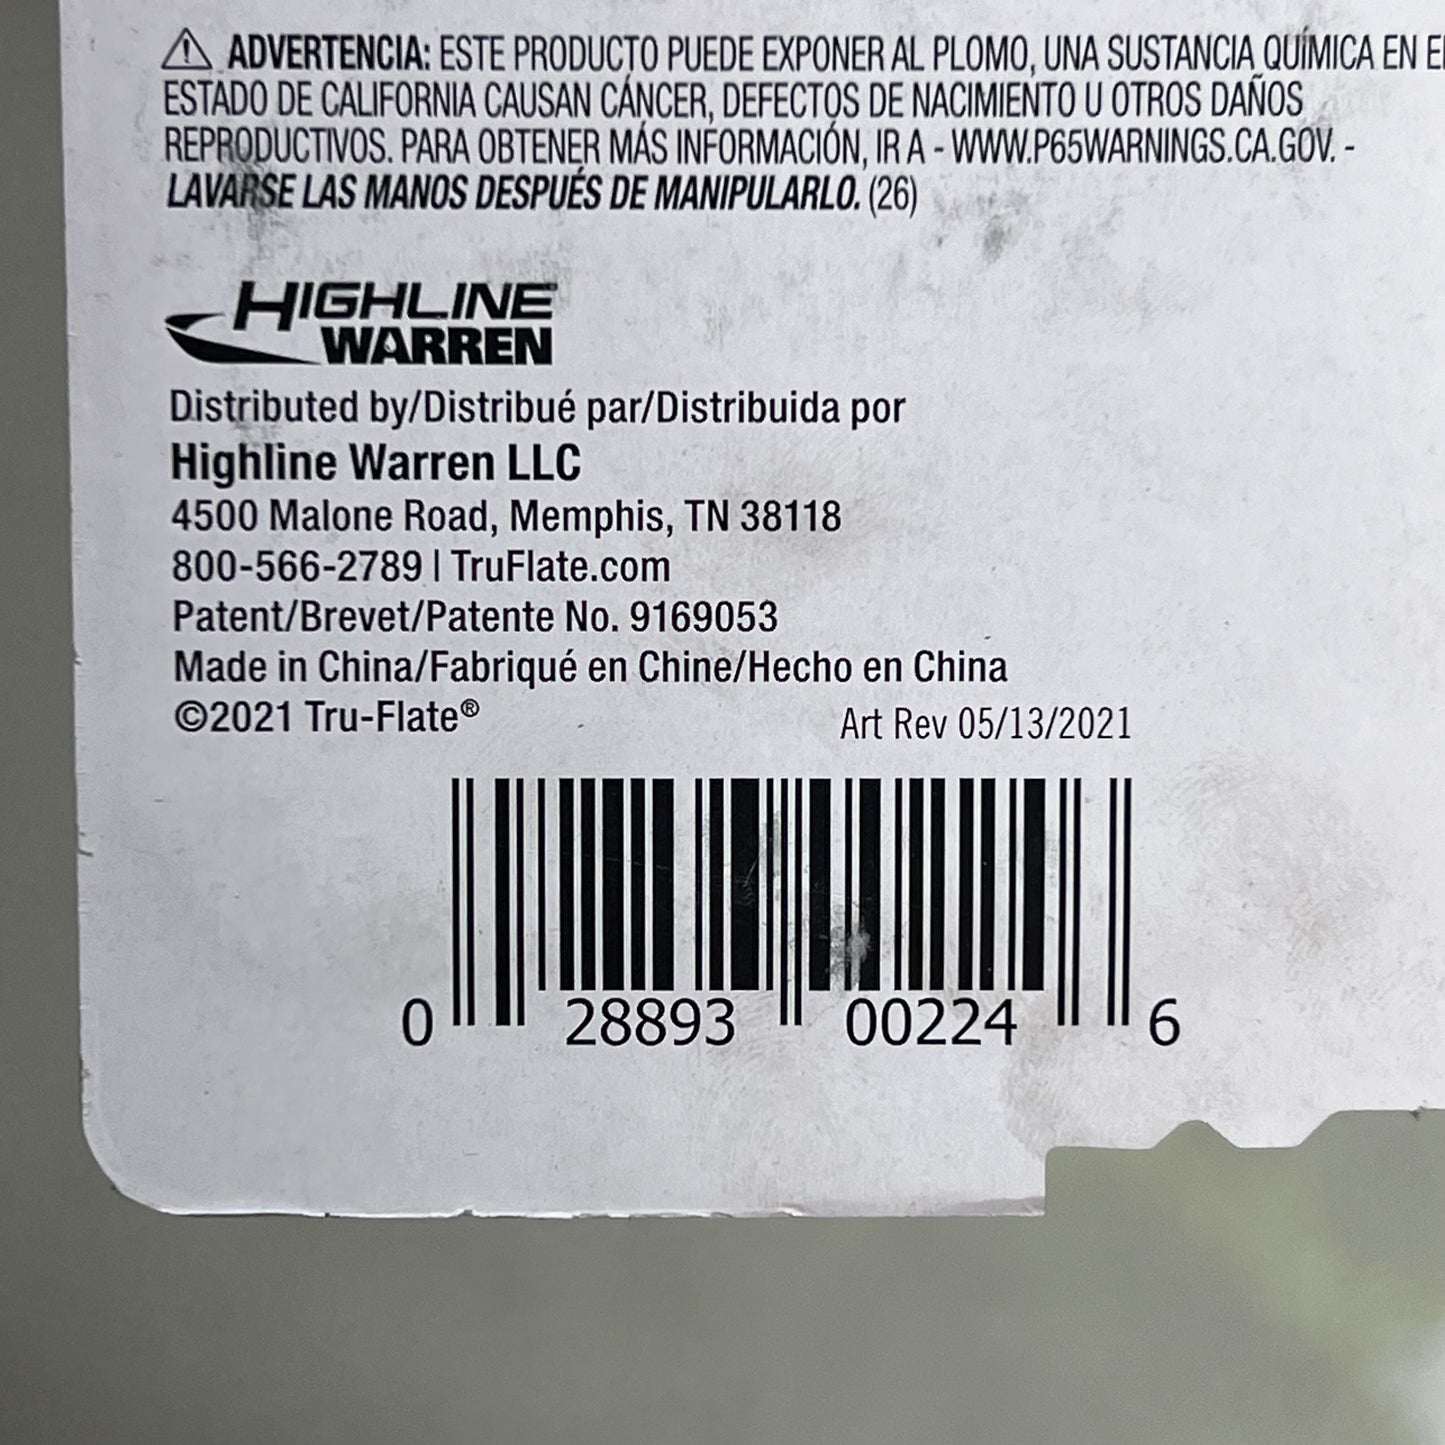 ⚠ ADVERTENCIA: ESTE PRODUCTO PUEDE EXPONER AL PLOMO, UNA SUSTANCIA QUÍMICA EN
ESTADO DE CALIFORNIA CAUSAN CÁNCER, DEFECTOS DE NACIMIENTO U OTROS DAÑOS
REPRODUCTIVOS. PARA OBTENER MÁS INFORMACIÓN, IR A - WWW.P65WARNINGS.CA.GOV. -
LAVARSE LAS MANOS DESPUÉS DE MANIPULARLO. (26)
HIGHLINE
WARREN
Distributed by/Distribué par/Distribuida por
Highline Warren LLC
4500 Malone Road, Memphis, TN 38118
800-566-2789 | TruFlate.com
Patent/Brevet/Patente No. 9169053
Made in China/Fabriqué en Chine/Hecho en China
©2021 Tru-Flate® Art Rev 05/13/2021
0 28893 00224 6